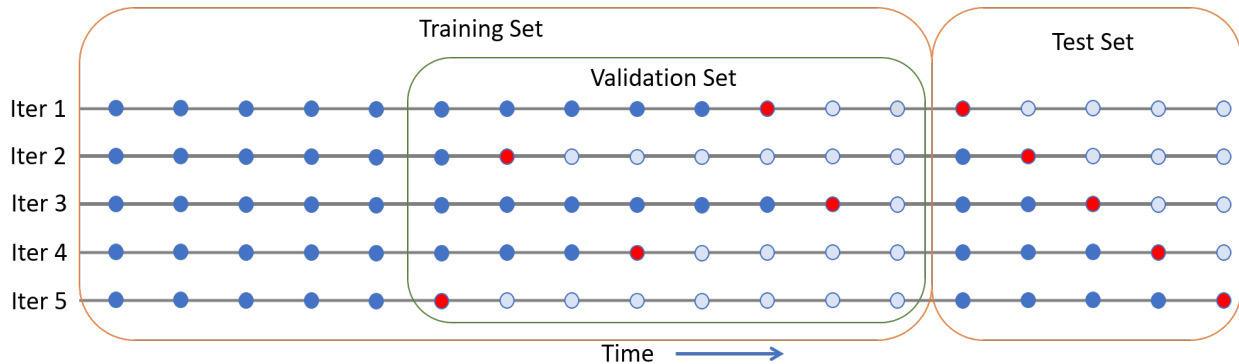 Training Set
Test Set
Validation Set
Iter 1
Iter 2
Iter 3
Iter 4
Iter 5
Time